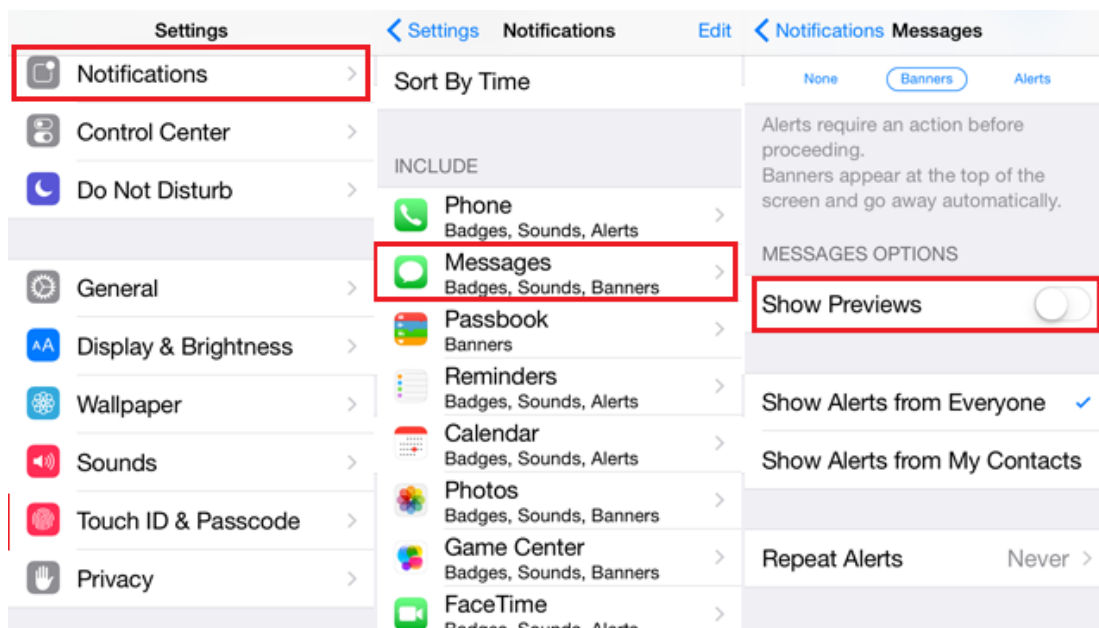 Settings
Notifications
Control Center
Do Not Disturb
General
Display & Brightness
Wallpaper
Sounds
Touch ID & Passcode
Privacy
Settings Notifications Edit
Sort By Time
INCLUDE
Phone
Badges, Sounds, Alerts
Messages
Badges, Sounds, Banners
Passbook
Banners
Reminders
Badges, Sounds, Alerts
Calendar
Badges, Sounds, Alerts
Photos
Badges, Sounds, Banners
Game Center
Badges, Sounds, Banners
FaceTime
Badges, Sounds, Alerts
Notifications Messages
None Banners Alerts
Alerts require an action before
proceeding.
Banners appear at the top of the
screen and go away automatically.
MESSAGES OPTIONS
Show Previews
Show Alerts from Everyone
Show Alerts from My Contacts
Repeat Alerts Never